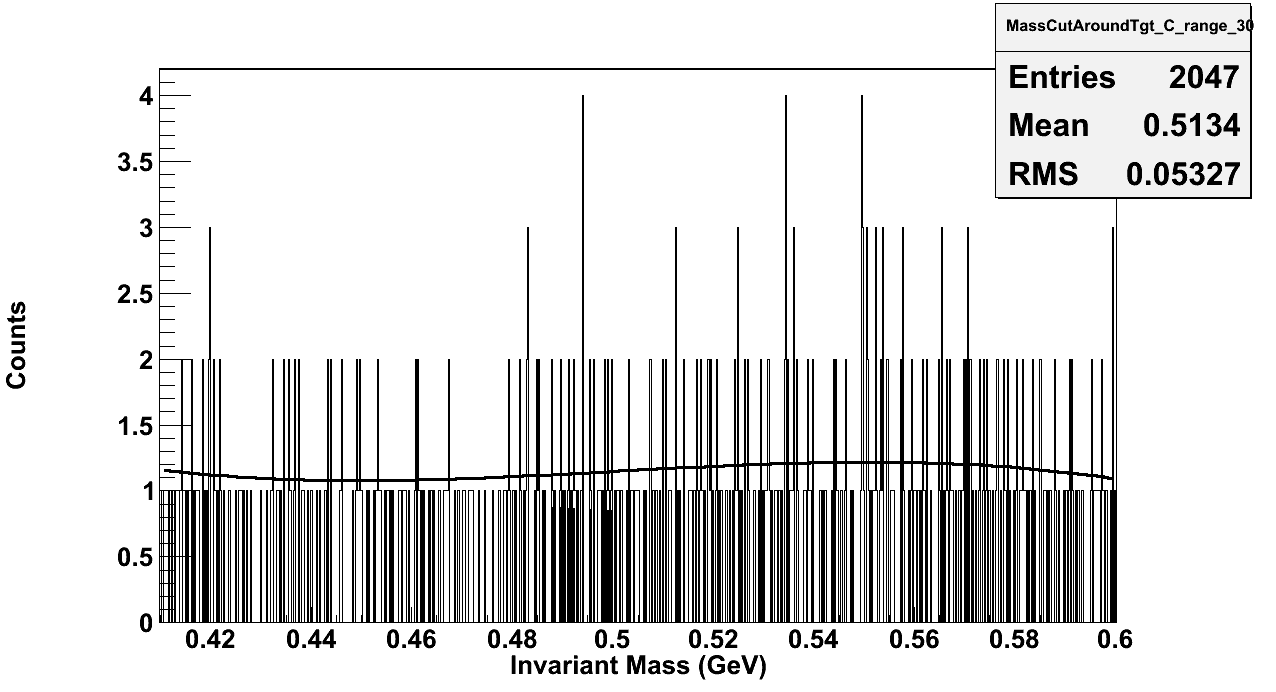 MassCutAroundTgt_C_range_30
Entries 2047
Mean 0.5134
RMS 0.05327
4
3.5
3
2.5
2
1.5
1
0.5
0
Counts
0.42 0.44 0.46 0.48 0.5 0.52 0.54 0.56 0.58 0.6
Invariant Mass (GeV)